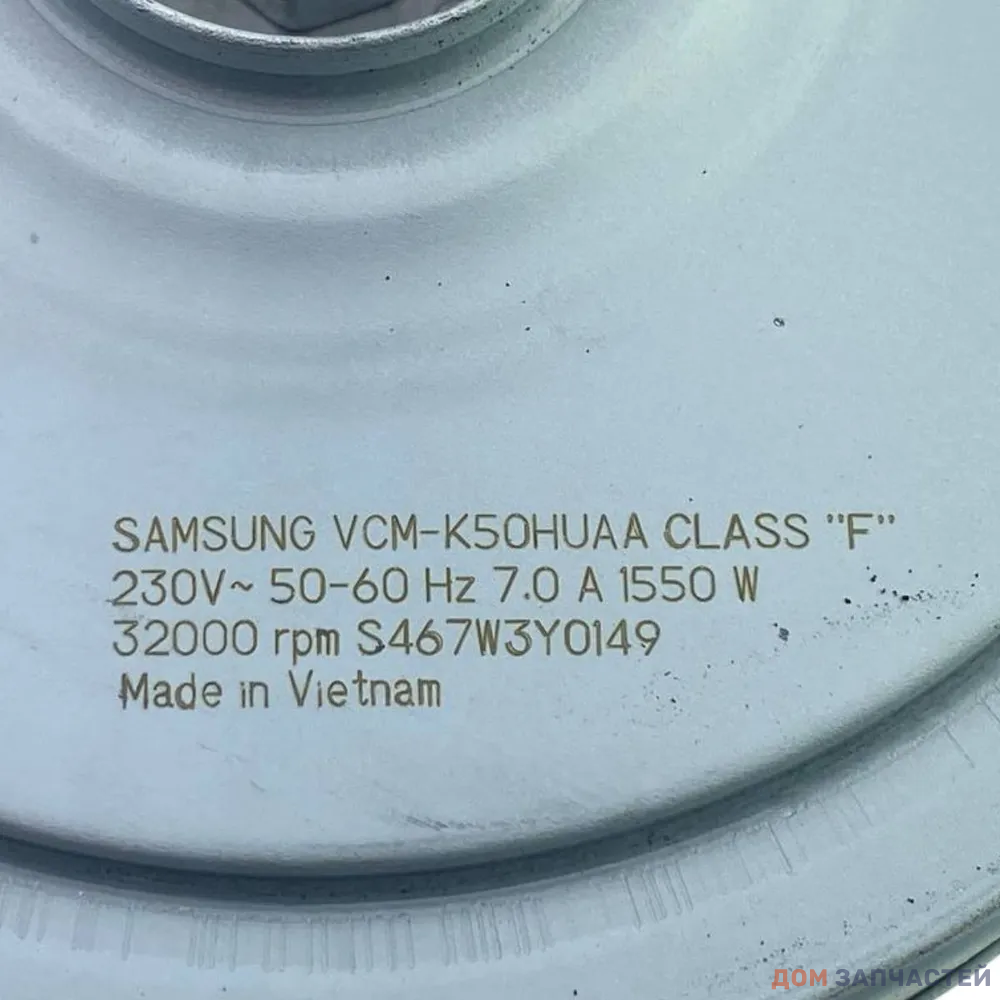 SAMSUNG VCM-K50HUAA CLASS "F"
230V~ 50-60 Hz 7.0 A 1550 W
32000 rpm S467W3Y0149
Made in Vietnam
ДОМ ЗАПЧАСТЕЙ